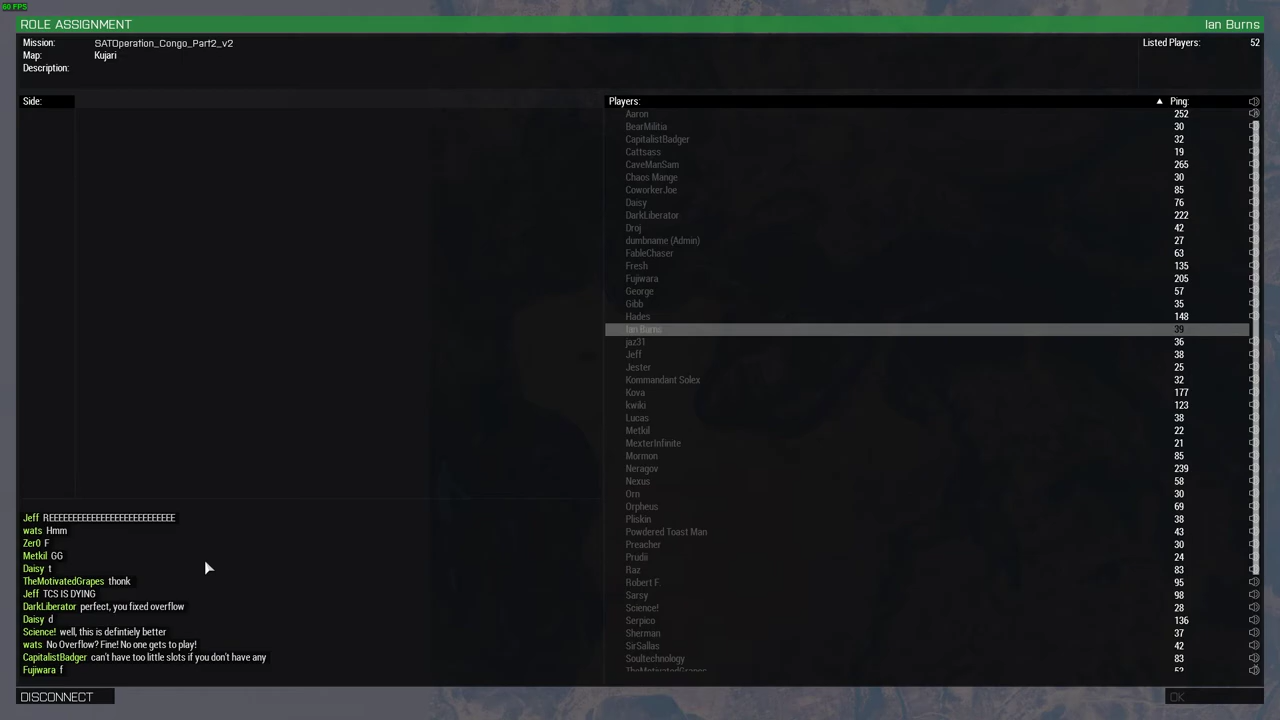 60 FPS
ROLE ASSIGNMENT Ian Burns
Mission: SATOperation_Congo_Part2_v2 Listed Players: 52
Map: Kujari
Description:
Side: Players: Ping:
Aaron 252
BearMilitia 30
CapitalistBadger 32
Cattsass 19
CaveManSam 265
Chaos Mange 30
CoworkerJoe 85
Daisy 76
DarkLiberator 222
Droj 42
dumbname (Admin) 27
FableChaser 63
Fresh 135
Fujiwara 205
George 57
Gibb 35
Hades 148
Ian Burns 39
jaz31 36
Jeff 38
Jester 25
Kommandant Solex 32
Kova 177
kwiki 123
Lucas 38
Metkil 22
MexterInfinite 21
Mormon 85
Neragov 239
Nexus 58
Orn 30
Orpheus 69
Pliskin 38
Powdered Toast Man 43
Preacher 30
Prudii 24
Raz 83
Robert F. 95
Sarsy 98
Science! 28
Serpico 136
Sherman 37
SirSallas 42
Soultechnology 83
TheMotivatedGrapes 53
Jeff REEEEEEEEEEEEEEEEEEEEEEEEEE
wats Hmm
Zer0 F
Metkil GG
Daisy t
TheMotivatedGrapes thonk
Jeff TCS IS DYING
DarkLiberator perfect, you fixed overflow
Daisy d
Science! well, this is defintiely better
wats No Overflow? Fine! No one gets to play!
CapitalistBadger can't have too little slots if you don't have any
Fujiwara f
DISCONNECT OK